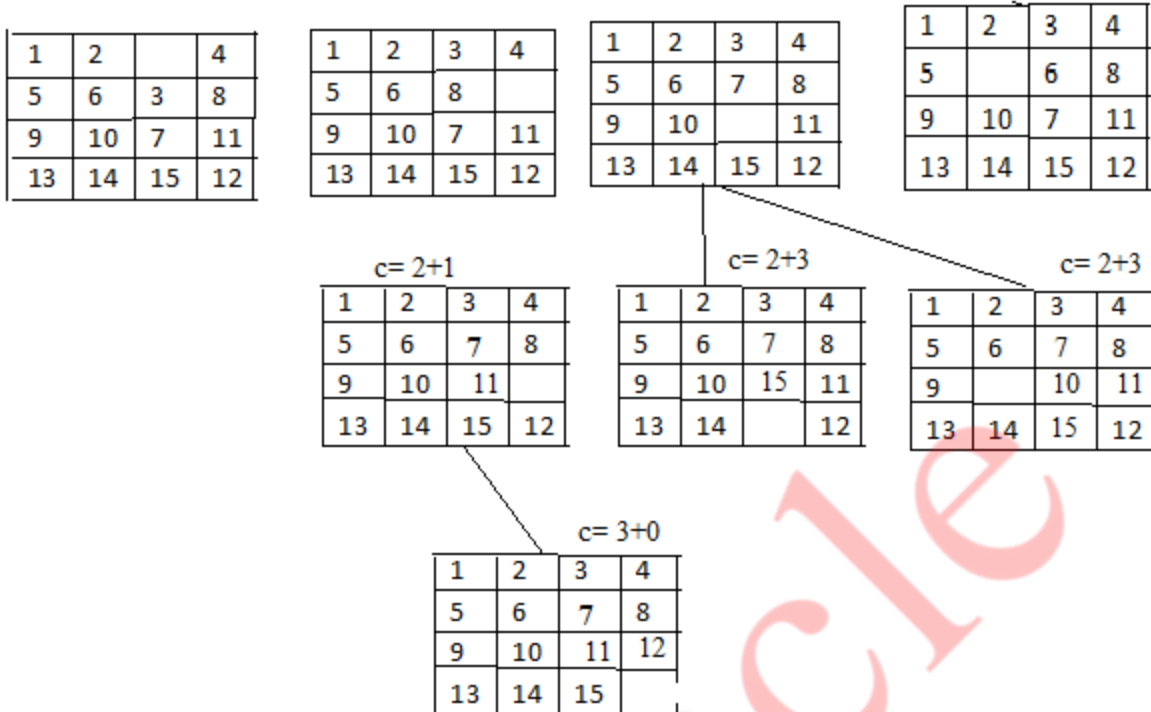 1 2 4
5 6 3 8
9 10 7 11
13 14 15 12
1 2 3 4
5 6 8
9 10 7 11
13 14 15 12
1 2 3 4
5 6 7 8
9 10 11
13 14 15 12
1 2 3 4
5 6 8
9 10 7 11
13 14 15 12
c= 2+1
1 2 3 4
5 6 7 8
9 10 11
13 14 15 12
c= 2+3
1 2 3 4
5 6 7 8
9 10 15 11
13 14 12
c= 2+3
1 2 3 4
5 6 7 8
9 10 11
13 14 15 12
c= 3+0
1 2 3 4
5 6 7 8
9 10 11 12
13 14 15
cle